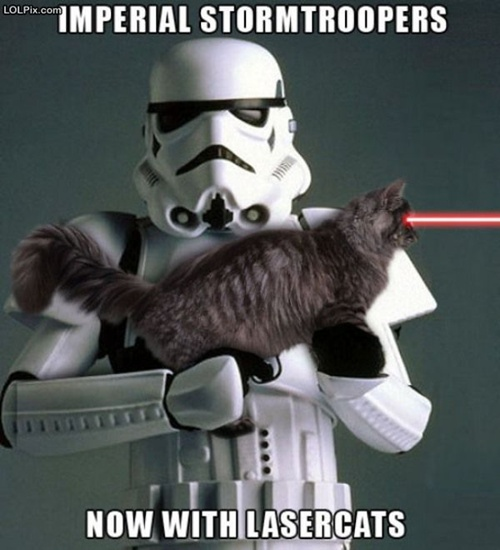 LOLPix.com
IMPERIAL STORMTROOPERS
NOW WITH LASERCATS